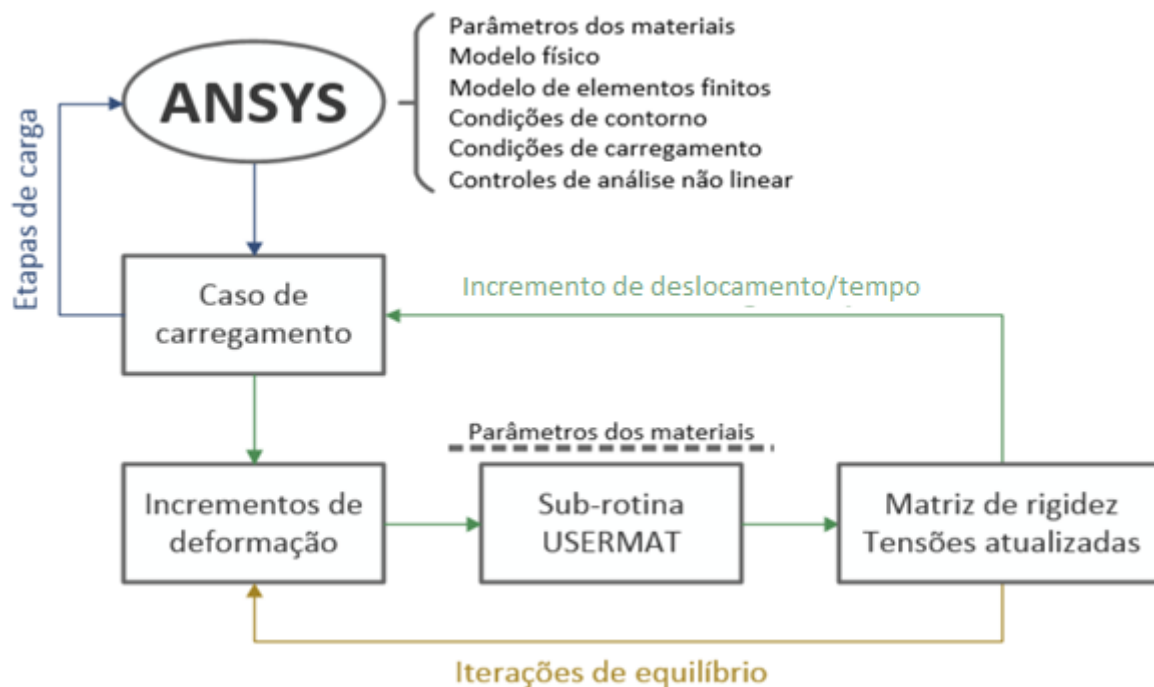 ANSYS
Parâmetros dos materiais
Modelo físico
Modelo de elementos finitos
Condições de contorno
Condições de carregamento
Controles de análise não linear
Etapas de carga
Caso de
carregamento
Incremento de deslocamento/tempo
Parâmetros dos materiais
Incrementos de
deformação
Sub-rotina
USERMAT
Matriz de rigidez
Tensões atualizadas
Iterações de equilíbrio